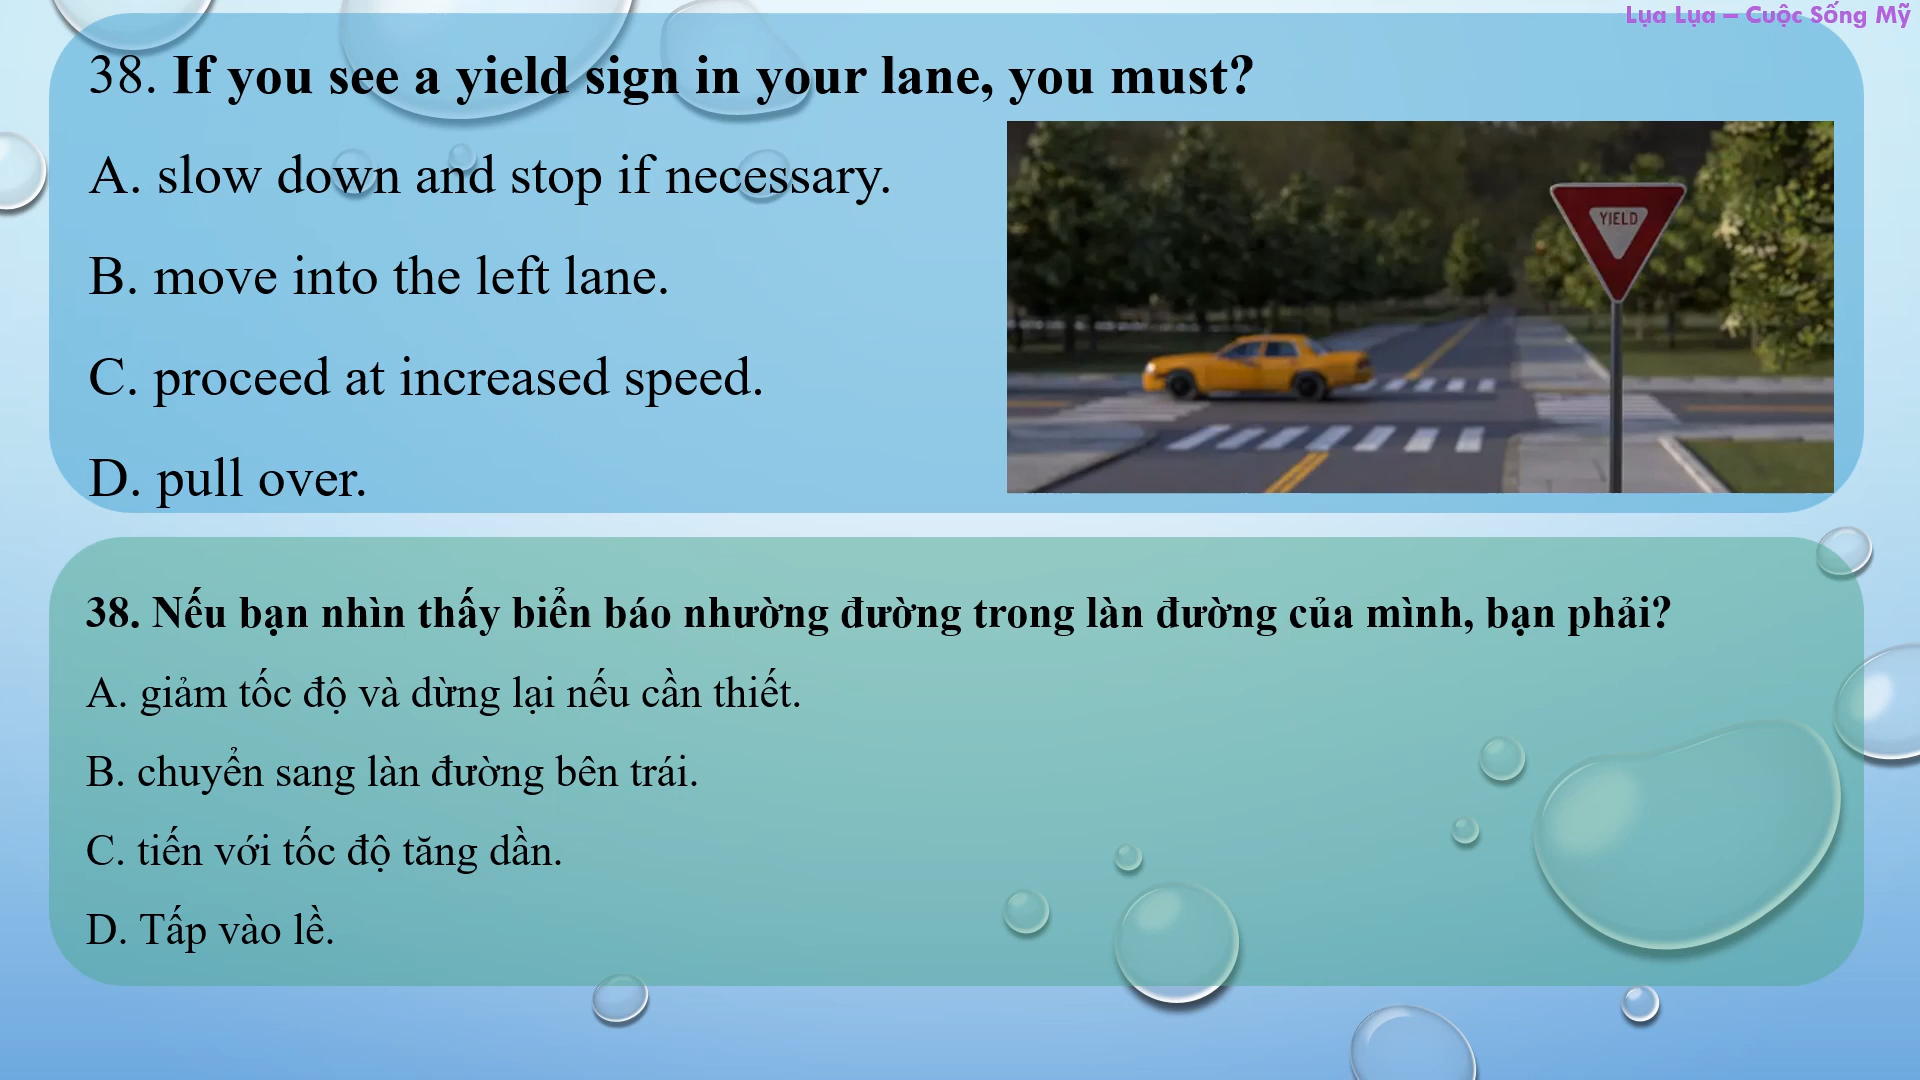 Lụa Lụa – Cuộc Sống Mỹ
38. If you see a yield sign in your lane, you must?
A. slow down and stop if necessary.
B. move into the left lane.
C. proceed at increased speed.
D. pull over.
YIELD
38. Nếu bạn nhìn thấy biển báo nhường đường trong làn đường của mình, bạn phải?
A. giảm tốc độ và dừng lại nếu cần thiết.
B. chuyển sang làn đường bên trái.
C. tiến với tốc độ tăng dần.
D. Tấp vào lề.